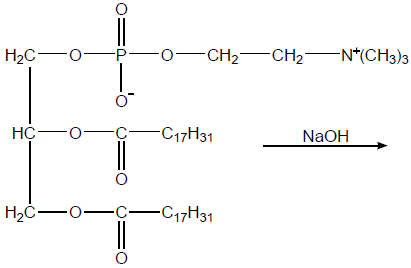 O
H₂C—O—P—O—CH₂—CH₂—N⁺(CH₃)₃
O⁻
HC—O—C—C₁₇H₃₁
NaOH
O
H₂C—O—C—C₁₇H₃₁
O